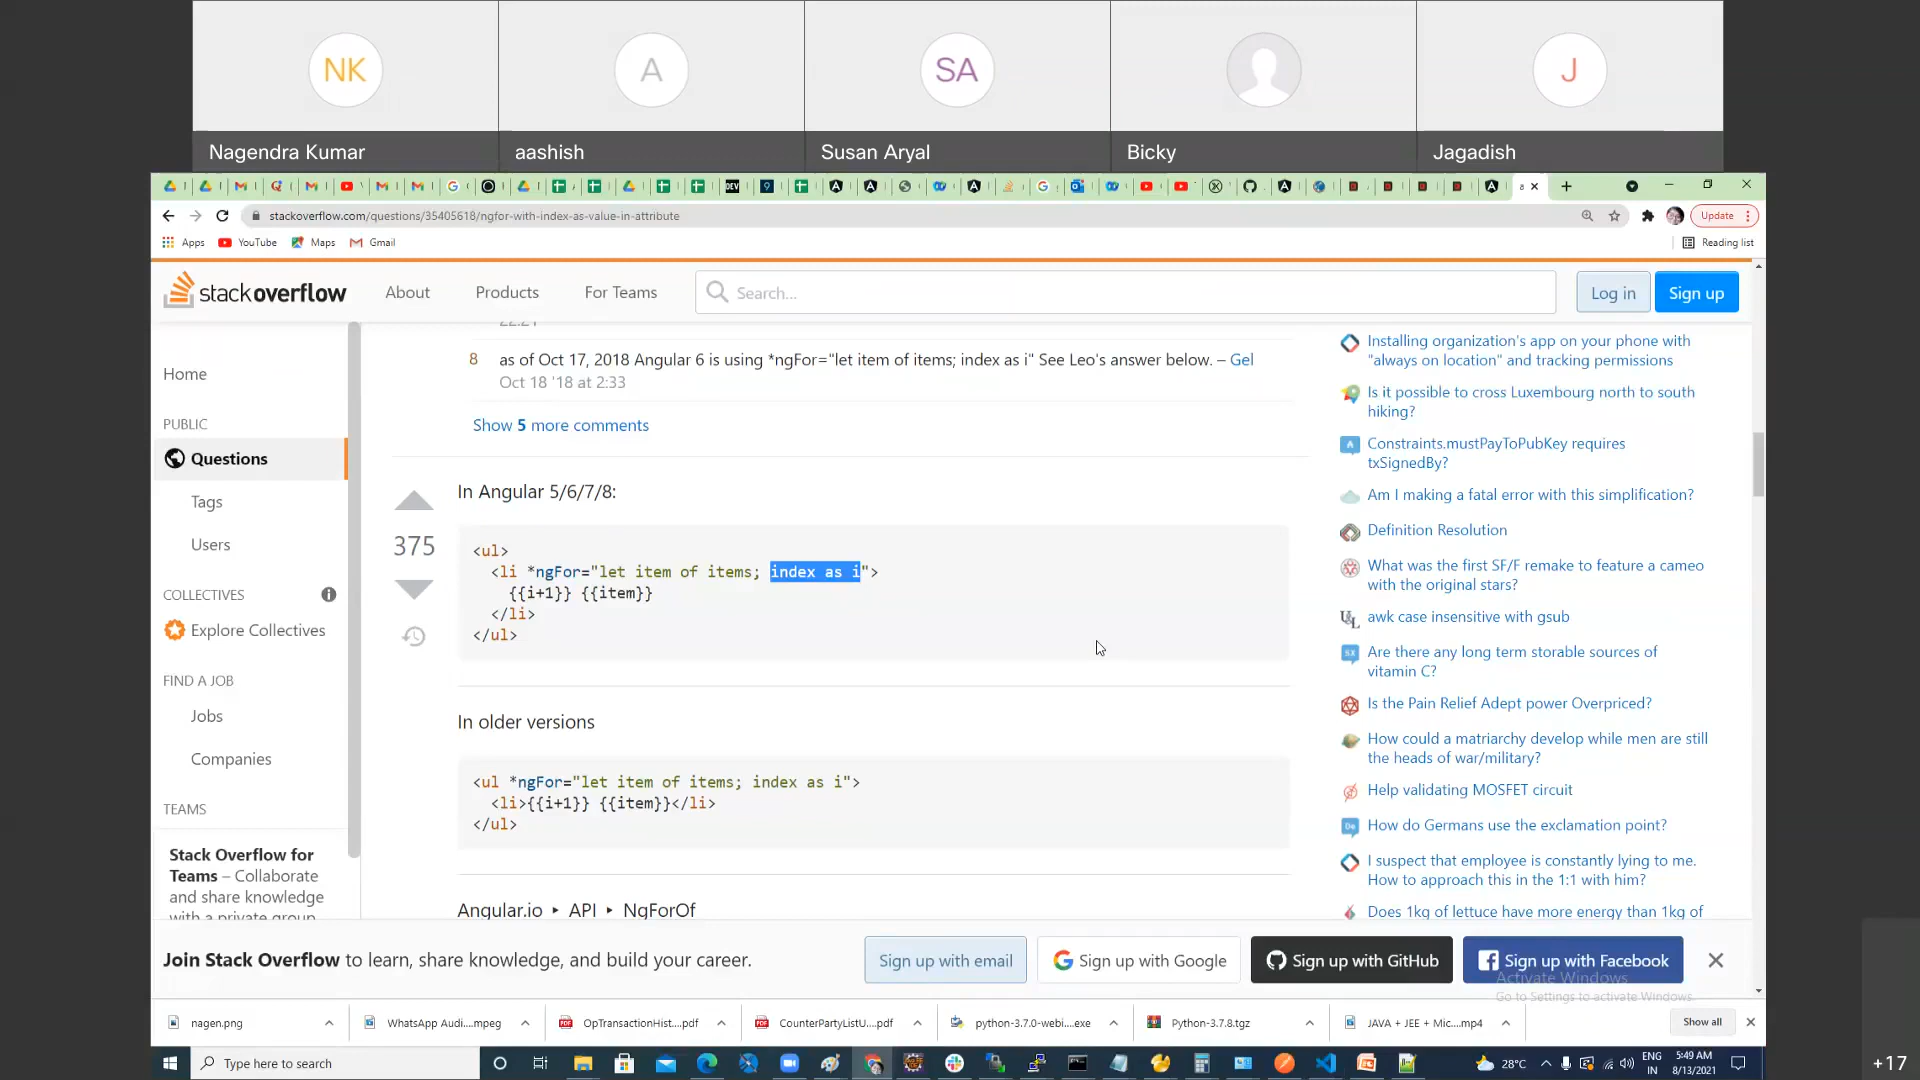 NK
A
SA
J
Nagendra Kumar
aashish
Susan Aryal
Bicky
Jagadish
stackoverflow.com/questions/35405618/ngfor-with-index-as-value-in-attribute
Update
Apps
YouTube
Maps
Gmail
Reading list
stackoverflow
About
Products
For Teams
Search...
Log in
Sign up
Home
PUBLIC
Questions
Tags
Users
COLLECTIVES
Explore Collectives
FIND A JOB
Jobs
Companies
TEAMS
Stack Overflow for
Teams – Collaborate
and share knowledge
with a private group
8
as of Oct 17, 2018 Angular 6 is using *ngFor="let item of items; index as i" See Leo's answer below. – Gel
Oct 18 '18 at 2:33
Show 5 more comments
375
In Angular 5/6/7/8:
<ul>
<li *ngFor="let item of items; index as i">
{{i+1}} {{item}}
</li>
</ul>
In older versions
<ul *ngFor="let item of items; index as i">
<li>{{i+1}} {{item}}</li>
</ul>
Angular.io ▸ API ▸ NgForOf
Installing organization's app on your phone with
"always on location" and tracking permissions
Is it possible to cross Luxembourg north to south
hiking?
Constraints.mustPayToPubKey requires
txSignedBy?
Am I making a fatal error with this simplification?
Definition Resolution
What was the first SF/F remake to feature a cameo
with the original stars?
awk case insensitive with gsub
Are there any long term storable sources of
vitamin C?
Is the Pain Relief Adept power Overpriced?
How could a matriarchy develop while men are still
the heads of war/military?
Help validating MOSFET circuit
How do Germans use the exclamation point?
I suspect that employee is constantly lying to me.
How to approach this in the 1:1 with him?
Does 1kg of lettuce have more energy than 1kg of
Join Stack Overflow to learn, share knowledge, and build your career.
Sign up with email
Sign up with Google
Sign up with GitHub
Sign up with Facebook
Activate Windows
Go to Settings to activate Windows.
nagen.png
WhatsApp Audi....mpeg
OpTransactionHist....pdf
CounterPartyListU....pdf
python-3.7.0-webi....exe
Python-3.7.8.tgz
JAVA + JEE + Mic....mp4
Show all
Type here to search
28°C
ENG
IN
5:49 AM
8/13/2021
+17